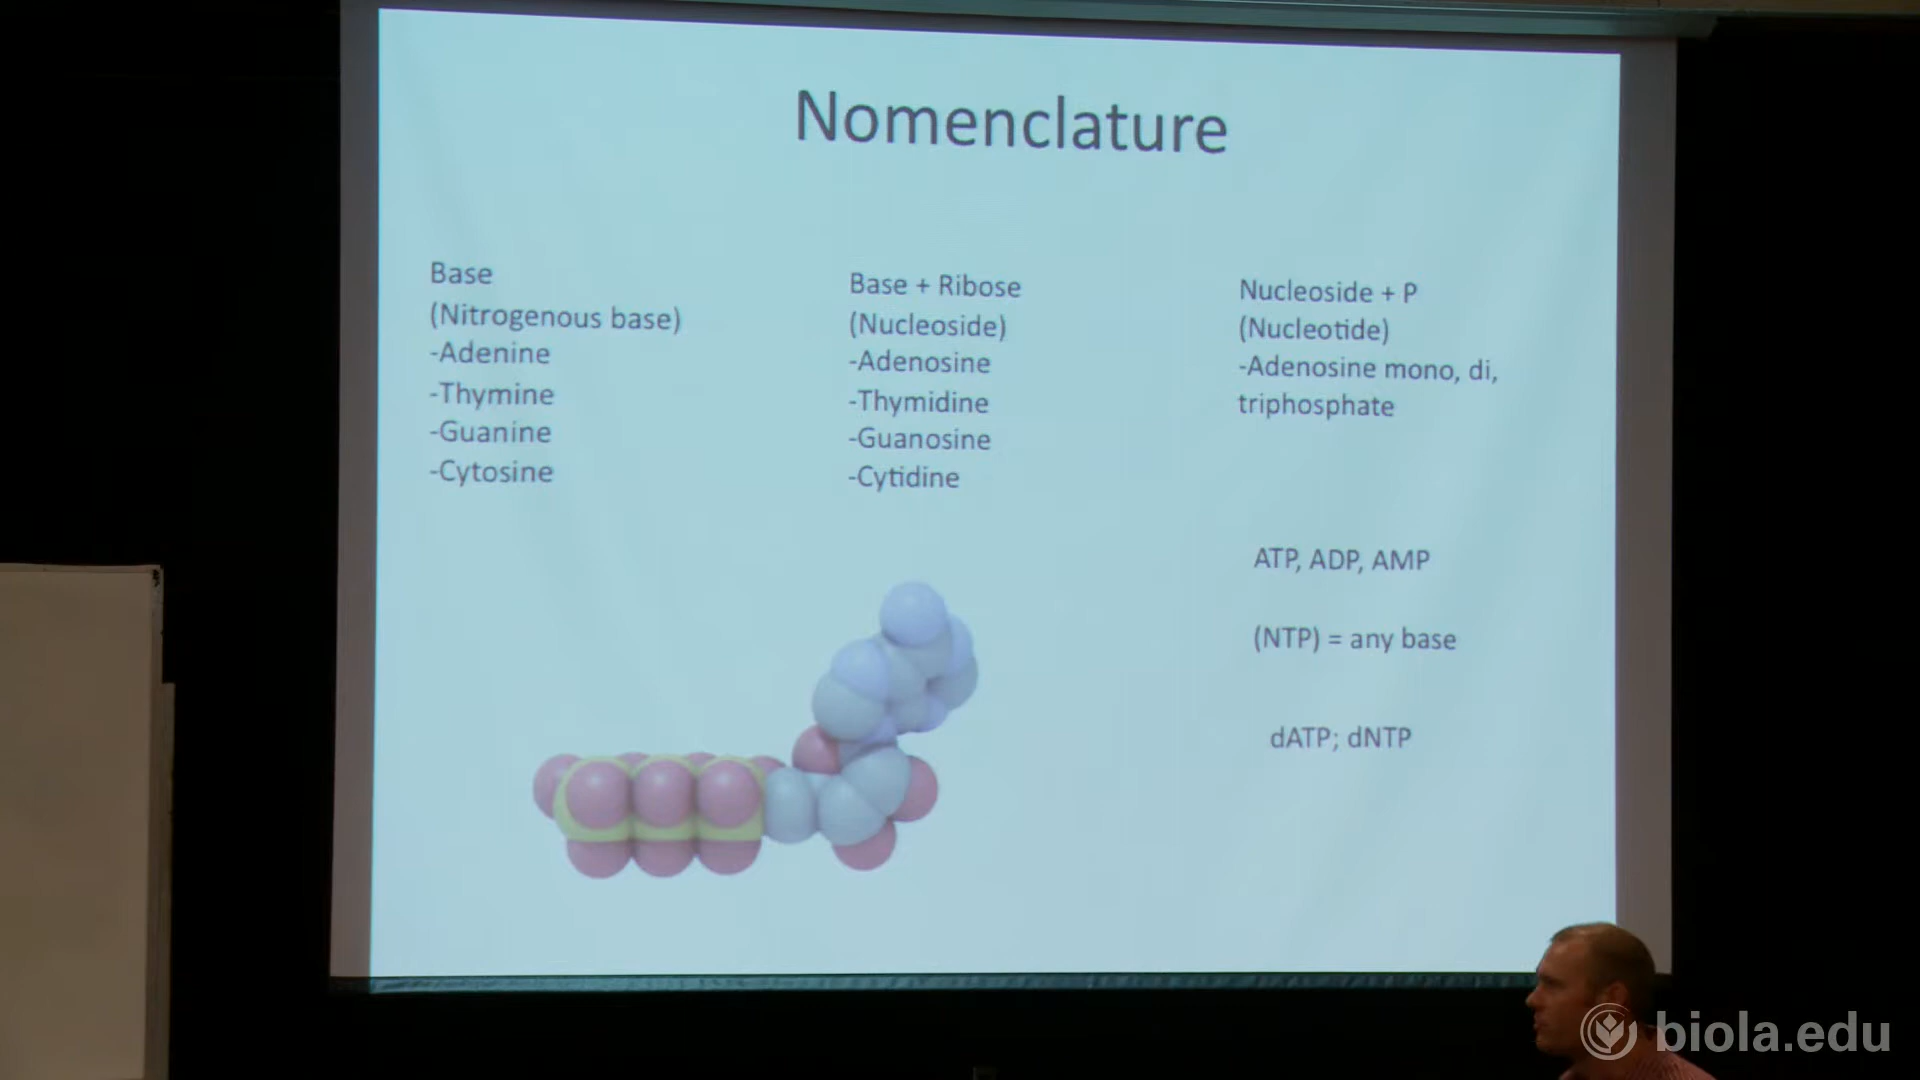 Nomenclature
Base
(Nitrogenous base)
-Adenine
-Thymine
-Guanine
-Cytosine
Base + Ribose
(Nucleoside)
-Adenosine
-Thymidine
-Guanosine
-Cytidine
Nucleoside + P
(Nucleotide)
-Adenosine mono, di,
triphosphate
ATP, ADP, AMP
(NTP) = any base
dATP; dNTP
biola.edu